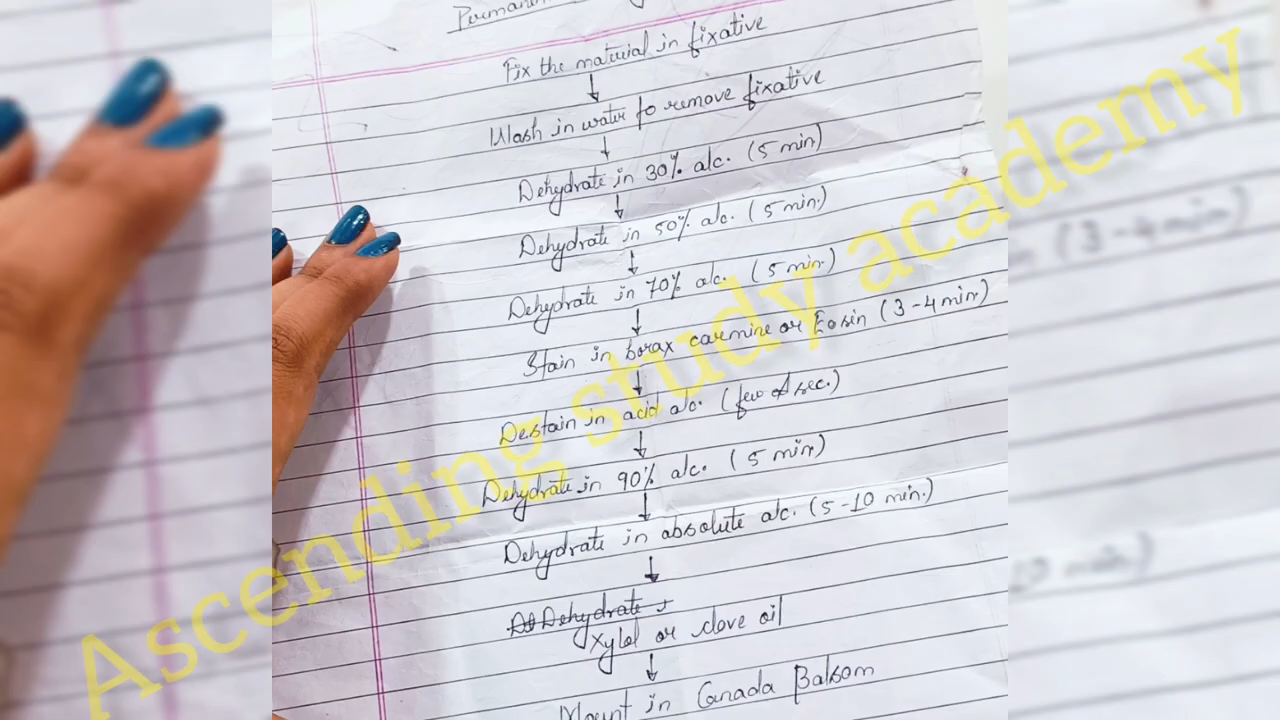 Fix the material in fixative
↓
Wash in water to remove fixative
↓
Dehydrate in 30% alc. (5 min)
↓
Dehydrate in 50% alc. (5 min.)
↓
Dehydrate in 70% alc. (5 min.)
↓
Stain in borax carmine or Eosin (3-4 min)
↓
Destain in acid alc. (few sec.)
↓
Dehydrate in 90% alc. (5 min)
↓
Dehydrate in absolute alc. (5-10 min.)
↓
Dehydrate
Xylol or clove oil
↓
Mount in Canada Balsom
Ascending study academy